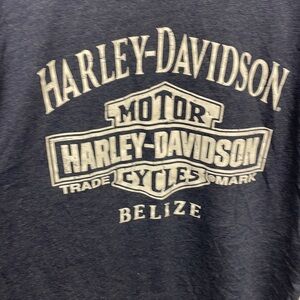 HARLEY-DAVIDSON
MOTOR
HARLEY-DAVIDSON
TRADE CYCLES ®MARK
BELIZE